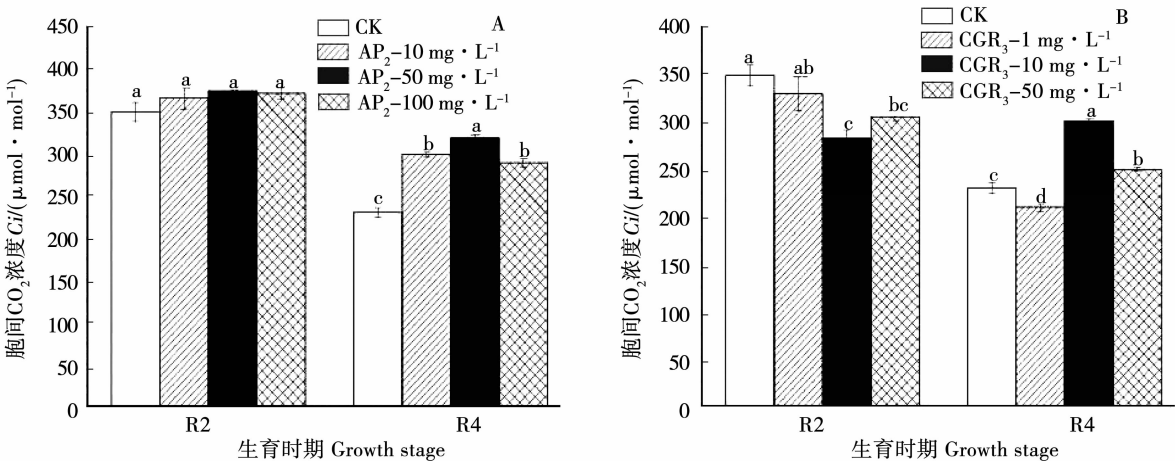 450
400
350
300
250
200
150
100
50
0
胞间CO₂浓度Ci/(μmol·mol⁻¹)
A
CK
AP₂-10 mg·L⁻¹
AP₂-50 mg·L⁻¹
AP₂-100 mg·L⁻¹
a
a
a
a
c
b
a
b
R2
R4
生育时期 Growth stage
400
350
300
250
200
150
100
50
0
胞间CO₂浓度Ci/(μmol·mol⁻¹)
B
CK
CGR₃-1 mg·L⁻¹
CGR₃-10 mg·L⁻¹
CGR₃-50 mg·L⁻¹
a
ab
c
bc
c
d
a
b
R2
R4
生育时期 Growth stage